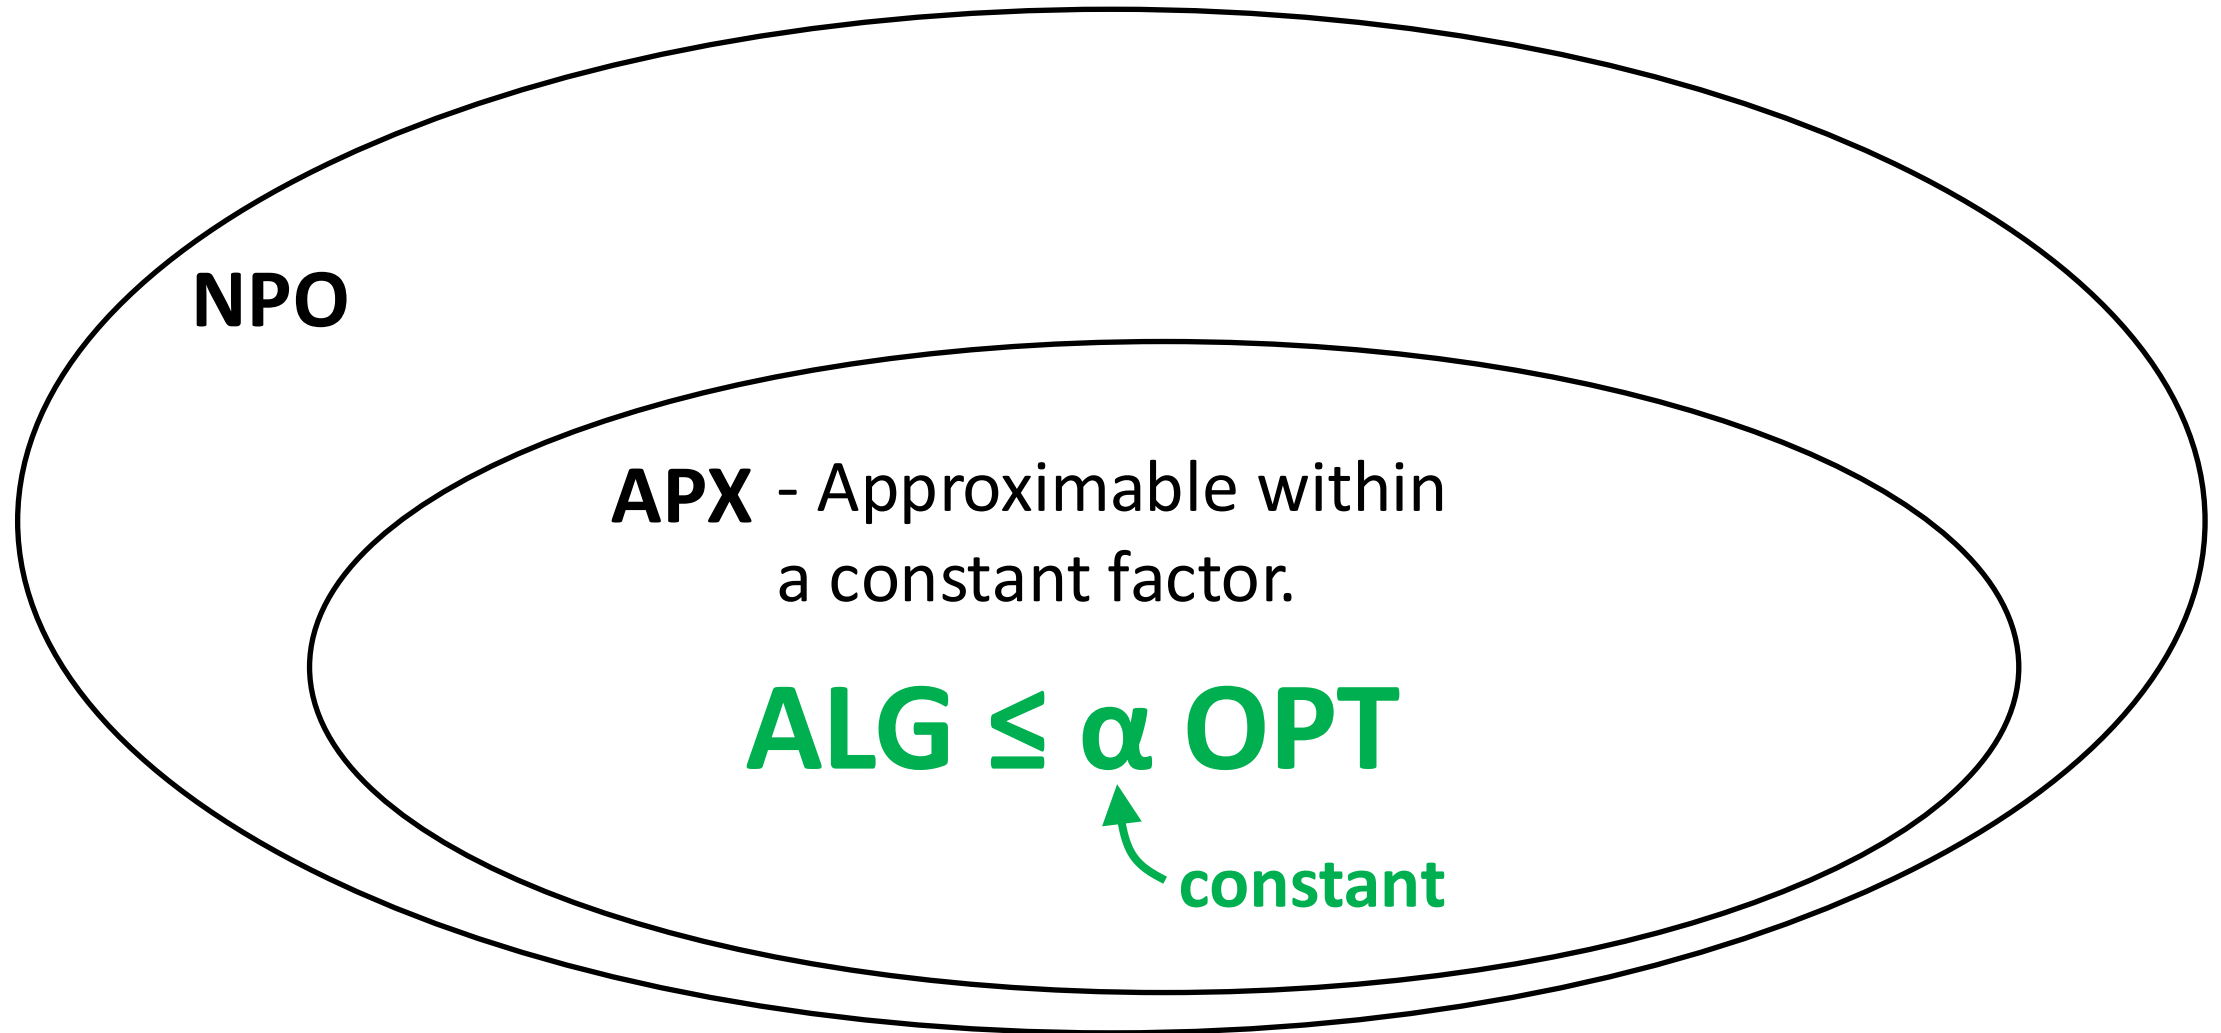 NPO
APX - Approximable within
a constant factor.
ALG ≤ α OPT
constant